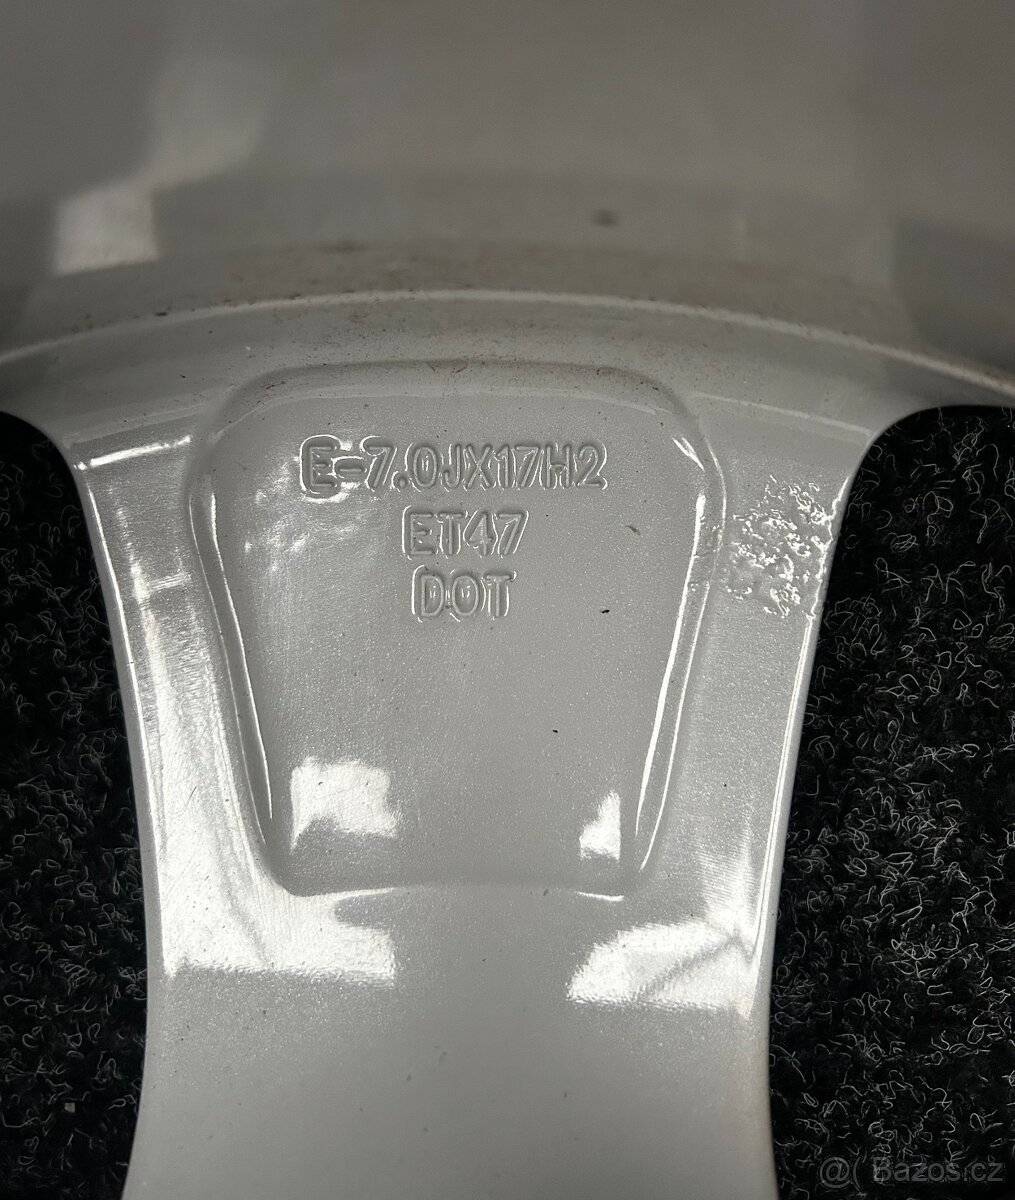 E-7.0JX17H2
ET47
DOT
@( Bazos.cz